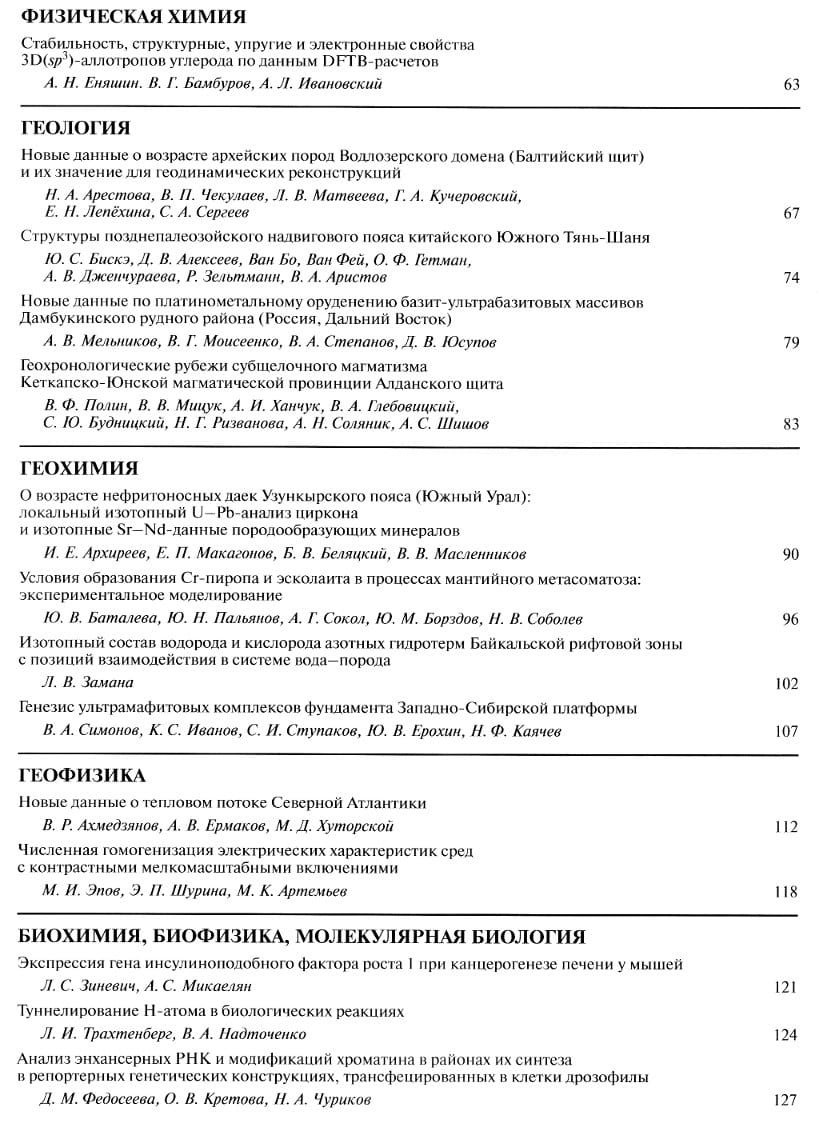 ФИЗИЧЕСКАЯ ХИМИЯ
Стабильность, структурные, упругие и электронные свойства
3D(sp³)-аллотропов углерода по данным DFTB-расчетов
А. Н. Еняшин. В. Г. Бамбуров, А. Л. Ивановский 63
ГЕОЛОГИЯ
Новые данные о возрасте архейских пород Водлозерского домена (Балтийский щит)
и их значение для геодинамических реконструкций
Н. А. Арестова, В. П. Чекулаев, Л. В. Матвеева, Г. А. Кучеровский,
Е. Н. Лепёхина, С. А. Сергеев 67
Структуры позднепалеозойского надвигового пояса китайского Южного Тянь-Шаня
Ю. С. Бискэ, Д. В. Алексеев, Ван Бо, Ван Фей, О. Ф. Гетман,
А. В. Дженчураева, Р. Зельтманн, В. А. Аристов 74
Новые данные по платинометальному оруденению базит-ультрабазитовых массивов
Дамбукинского рудного района (Россия, Дальний Восток)
А. В. Мельников, В. Г. Моисеенко, В. А. Степанов, Д. В. Юсупов 79
Геохронологические рубежи субщелочного магматизма
Кеткапско-Юнской магматической провинции Алданского щита
В. Ф. Полин, В. В. Мицук, А. И. Ханчук, В. А. Глебовицкий,
С. Ю. Будницкий, Н. Г. Ризванова, А. Н. Соляник, А. С. Шишов 83
ГЕОХИМИЯ
О возрасте нефритоносных даек Узункырского пояса (Южный Урал):
локальный изотопный U–Pb-анализ циркона
и изотопные Sr–Nd-данные породообразующих минералов
И. Е. Архиреев, Е. П. Макагонов, Б. В. Беляцкий, В. В. Масленников 90
Условия образования Cr-пиропа и эсколаита в процессах мантийного метасоматоза:
экспериментальное моделирование
Ю. В. Баталева, Ю. Н. Пальянов, А. Г. Сокол, Ю. М. Борздов, Н. В. Соболев 96
Изотопный состав водорода и кислорода азотных гидротерм Байкальской рифтовой зоны
с позиций взаимодействия в системе вода–порода
Л. В. Замана 102
Генезис ультрамафитовых комплексов фундамента Западно-Сибирской платформы
В. А. Симонов, К. С. Иванов, С. И. Ступаков, Ю. В. Ерохин, Н. Ф. Каячев 107
ГЕОФИЗИКА
Новые данные о тепловом потоке Северной Атлантики
В. Р. Ахмедзянов, А. В. Ермаков, М. Д. Хуторской 112
Численная гомогенизация электрических характеристик сред
с контрастными мелкомасштабными включениями
М. И. Эпов, Э. П. Шурина, М. К. Артемьев 118
БИОХИМИЯ, БИОФИЗИКА, МОЛЕКУЛЯРНАЯ БИОЛОГИЯ
Экспрессия гена инсулиноподобного фактора роста 1 при канцерогенезе печени у мышей
Л. С. Зиневич, А. С. Микаелян 121
Туннелирование Н-атома в биологических реакциях
Л. И. Трахтенберг, В. А. Надточенко 124
Анализ энхансерных РНК и модификаций хроматина в районах их синтеза
в репортерных генетических конструкциях, трансфецированных в клетки дрозофилы
Д. М. Федосеева, О. В. Кретова, Н. А. Чуриков 127